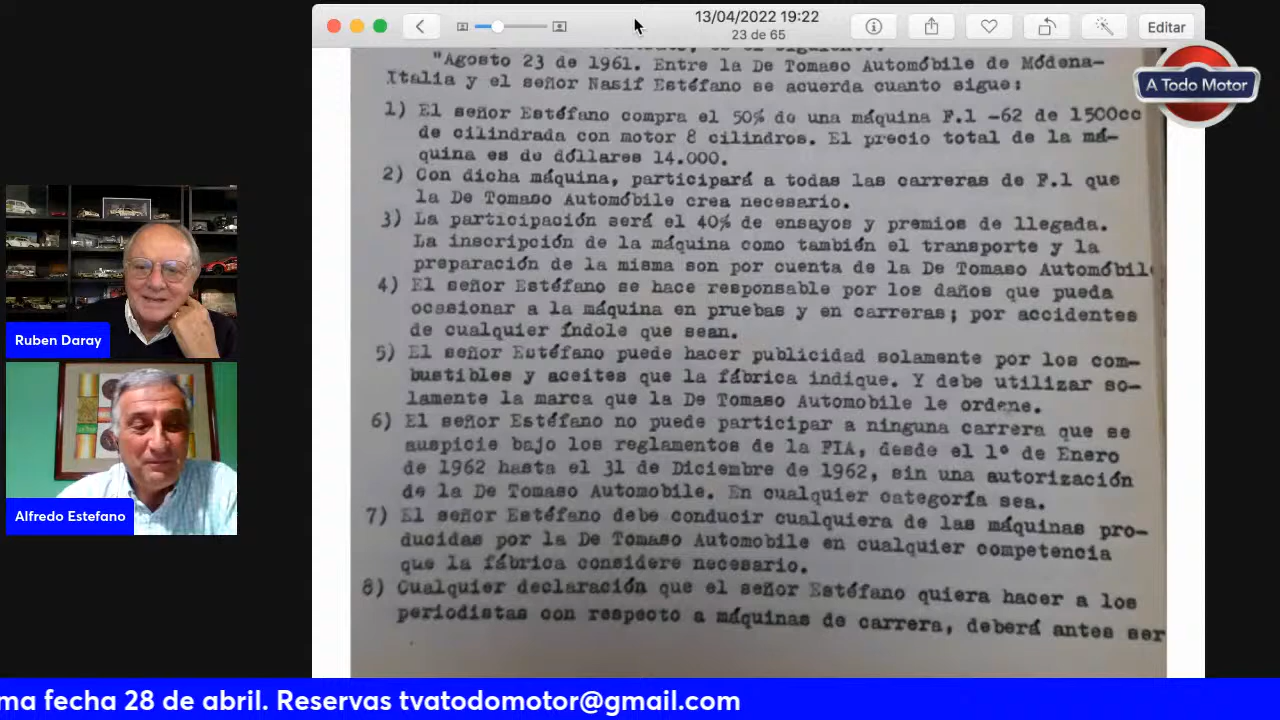 13/04/2022 19:22
23 de 65
Editar
A Todo Motor
"Agosto 23 de 1961. Entre la De Tomaso Automóbile de Módena-
Italia y el señor Nasif Estéfano se acuerda cuanto sigue:
1) El señor Estéfano compra el 50% de una máquina F.1 -62 de 1500cc
de cilindrada con motor 8 cilindros. El precio total de la má-
quina es de dóllares 14.000.
2) Con dicha máquina, participará a todas las carreras de F.1 que
la De Tomaso Automóbile crea necesario.
3) La participación será el 40% de ensayos y premios de llegada.
La inscripción de la máquina como también el transporte y la
preparación de la misma son por cuenta de la De Tomaso Automóbil
4) El señor Estéfano se hace responsable por los daños que pueda
ocasionar a la máquina en pruebas y en carreras; por accidentes
de cualquier índole que sean.
5) El señor Estéfano puede hacer publicidad solamente por los com-
bustibles y aceites que la fábrica indique. Y debe utilizar so-
lamente la marca que la De Tomaso Automobile le ordene.
6) El señor Estéfano no puede participar a ninguna carrera que se
auspicie bajo los reglamentos de la FIA, desde el 1º de Enero
de 1962 hasta el 31 de Diciembre de 1962, sin una autorización
de la De Tomaso Automobile. En cualquier categoría sea.
7) El señor Estéfano debe conducir cualquiera de las máquinas pro-
ducidas por la De Tomaso Automobile en cualquier competencia
que la fábrica considere necesario.
8) Cualquier declaración que el señor Estéfano quiera hacer a los
periodistas con respecto a máquinas de carrera, deberá antes ser
Ruben Daray
Alfredo Estefano
ma fecha 28 de abril. Reservas tvatodomotor@gmail.com